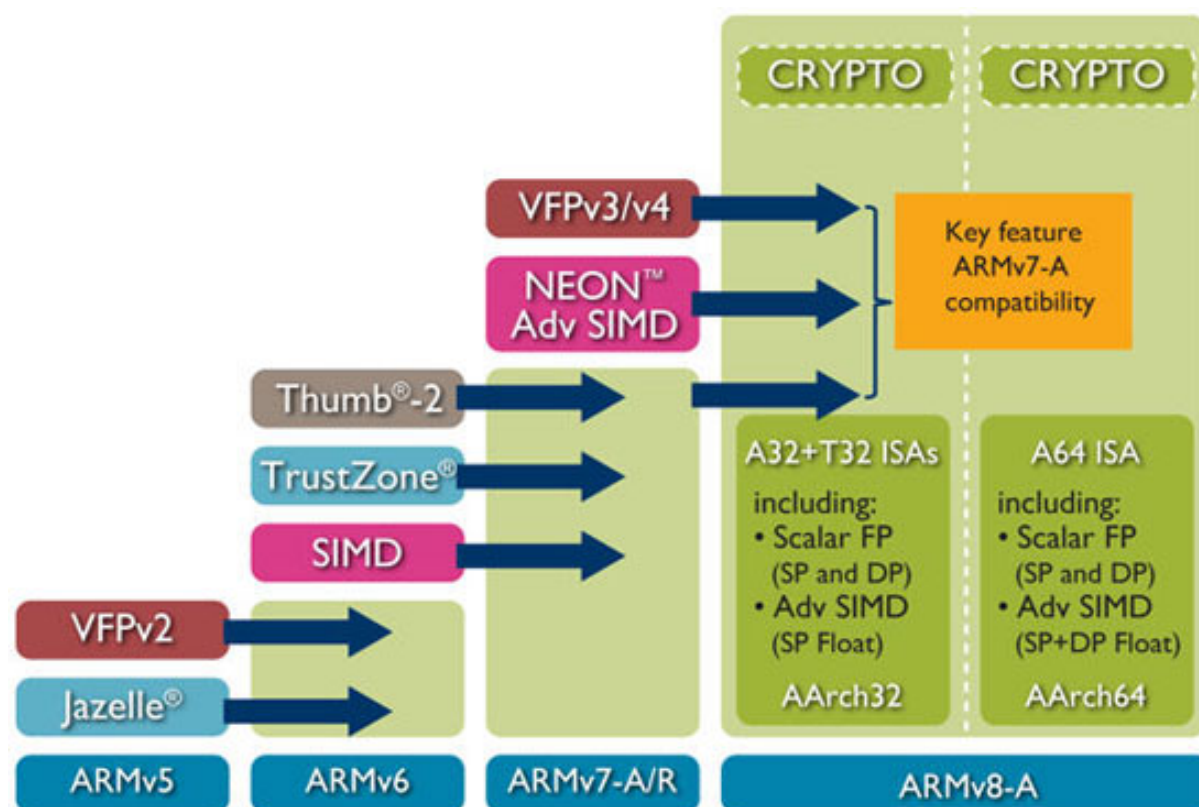 CRYPTO
CRYPTO
VFPv3/v4
Key feature
ARMv7-A
compatibility
NEON™
Adv SIMD
Thumb®-2
TrustZone®
SIMD
A32+T32 ISAs
including:
• Scalar FP
(SP and DP)
• Adv SIMD
(SP Float)
AArch32
A64 ISA
including:
• Scalar FP
(SP and DP)
• Adv SIMD
(SP+DP Float)
AArch64
VFPv2
Jazelle®
ARMv5
ARMv6
ARMv7-A/R
ARMv8-A